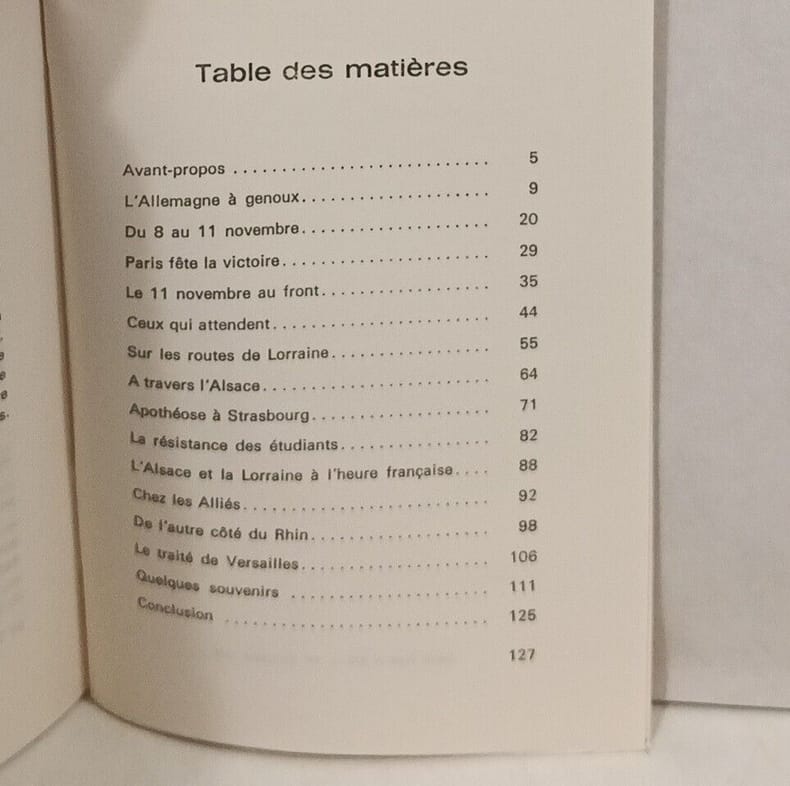 Table des matières
Avant-propos ........................... 5
L'Allemagne à genoux.................... 9
Du 8 au 11 novembre.................... 20
Paris fête la victoire...................... 29
Le 11 novembre au front.................. 35
Ceux qui attendent....................... 44
Sur les routes de Lorraine................. 55
A travers l'Alsace........................ 64
Apothéose à Strasbourg................... 71
La résistance des étudiants................ 82
L'Alsace et la Lorraine à l'heure française.... 88
Chez les Alliés.......................... 92
De l'autre côté du Rhin................... 98
Le traité de Versailles.................... 106
Quelques souvenirs ..................... 111
Conclusion ............................ 125
127